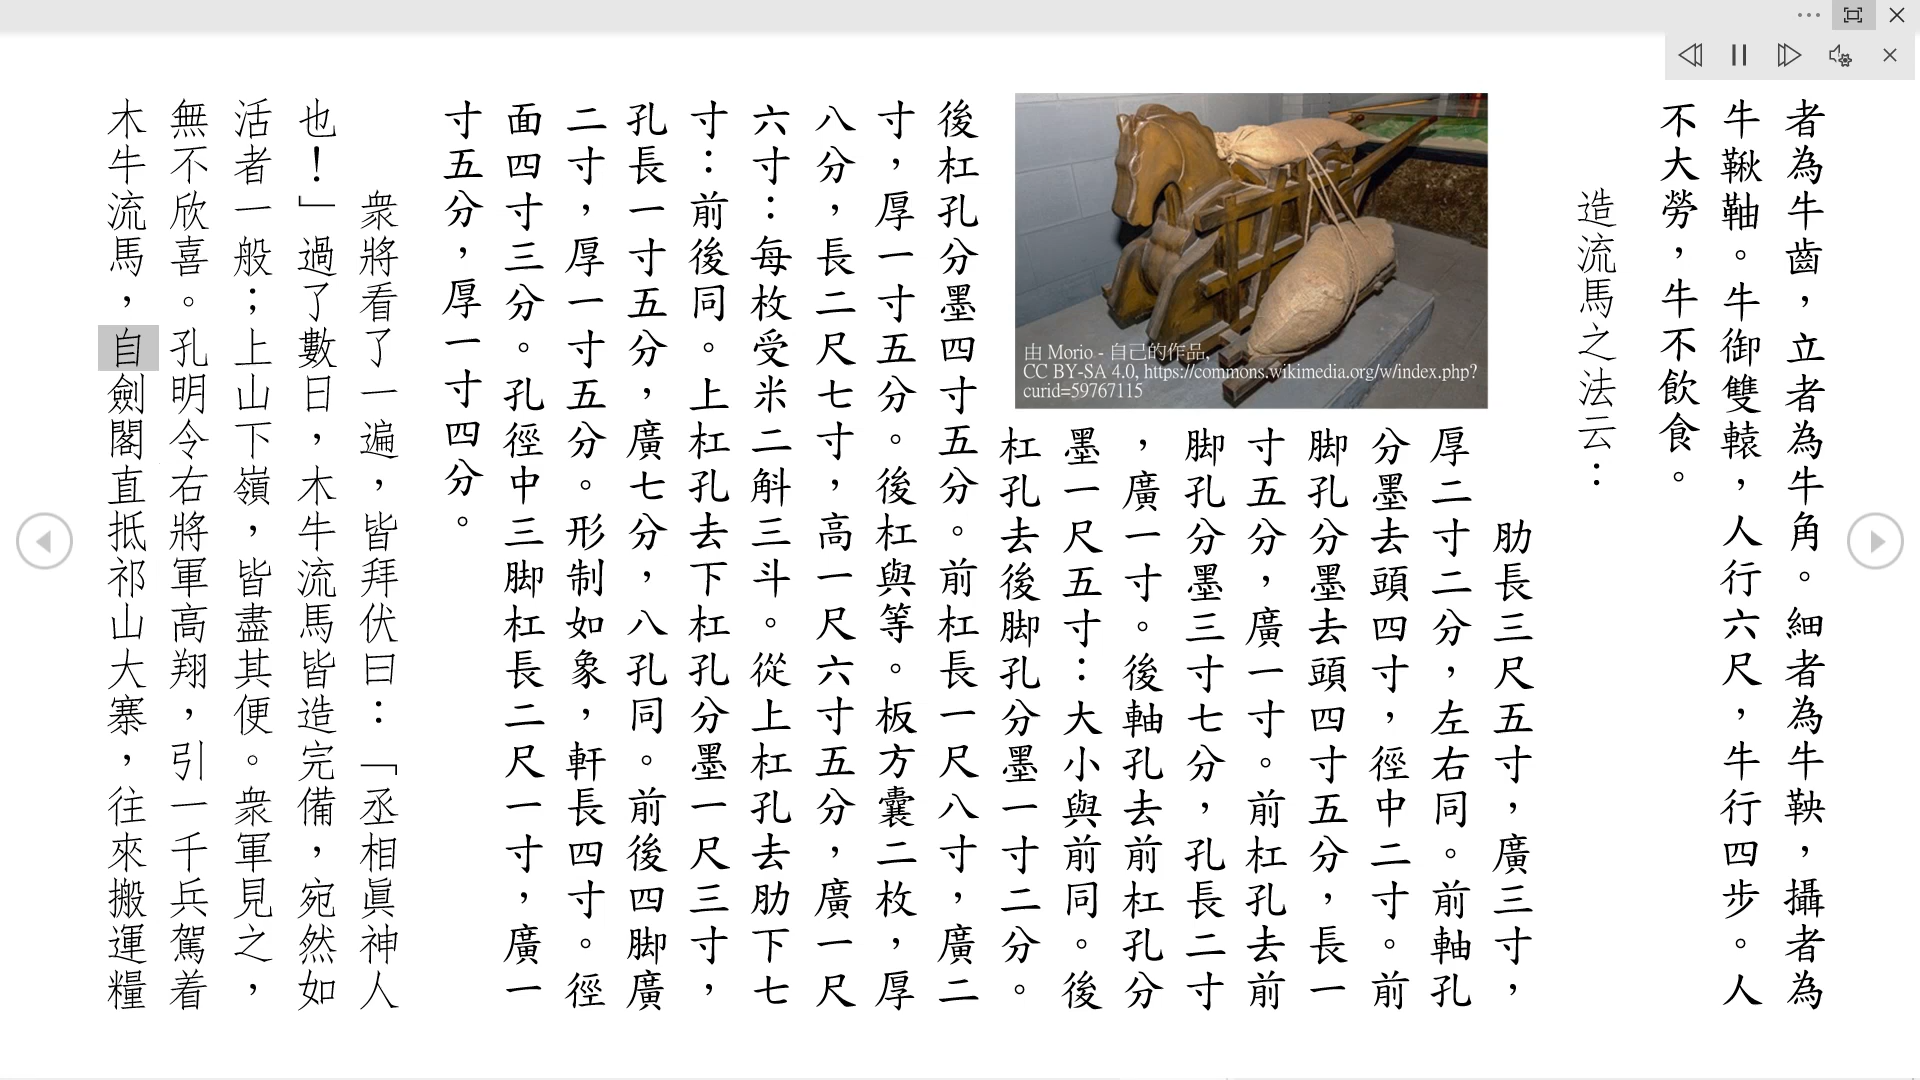 者為牛齒，立者為牛角。細者為牛鞅，攝者為
牛鞦軸。牛御雙轅，人行六尺，牛行四步。人
不大勞，牛不飲食。
造流馬之法云：
肋長三尺五寸，廣三寸，
厚二寸二分，左右同。前軸孔
分墨去頭四寸，徑中二寸。前
脚孔分墨去頭四寸五分，長一
寸五分，廣一寸。前杠孔去前
脚孔分墨三寸七分，孔長二寸
，廣一寸。後軸孔去前杠孔分
墨一尺五寸：大小與前同。後
杠孔去後脚孔分墨一寸二分。
由 Morio - 自己的作品,
CC BY-SA 4.0, https://commons.wikimedia.org/w/index.php?
curid=59767115
後杠孔分墨四寸五分。前杠長一尺八寸，廣二
寸，厚一寸五分。後杠與等。板方囊二枚，厚
八分，長二尺七寸，高一尺六寸五分，廣一尺
六寸：每枚受米二斛三斗。從上杠孔去肋下七
寸：前後同。上杠孔去下杠孔分墨一尺三寸，
孔長一寸五分，廣七分，八孔同。前後四脚廣
二寸，厚一寸五分。形制如象，軒長四寸。徑
面四寸三分。孔徑中三脚杠長二尺一寸，廣一
寸五分，厚一寸四分。
衆將看了一遍，皆拜伏曰：「丞相眞神人
也！」過了數日，木牛流馬皆造完備，宛然如
活者一般；上山下嶺，皆盡其便。衆軍見之，
無不欣喜。孔明令右將軍高翔，引一千兵駕着
木牛流馬，自劍閣直抵祁山大寨，往來搬運糧